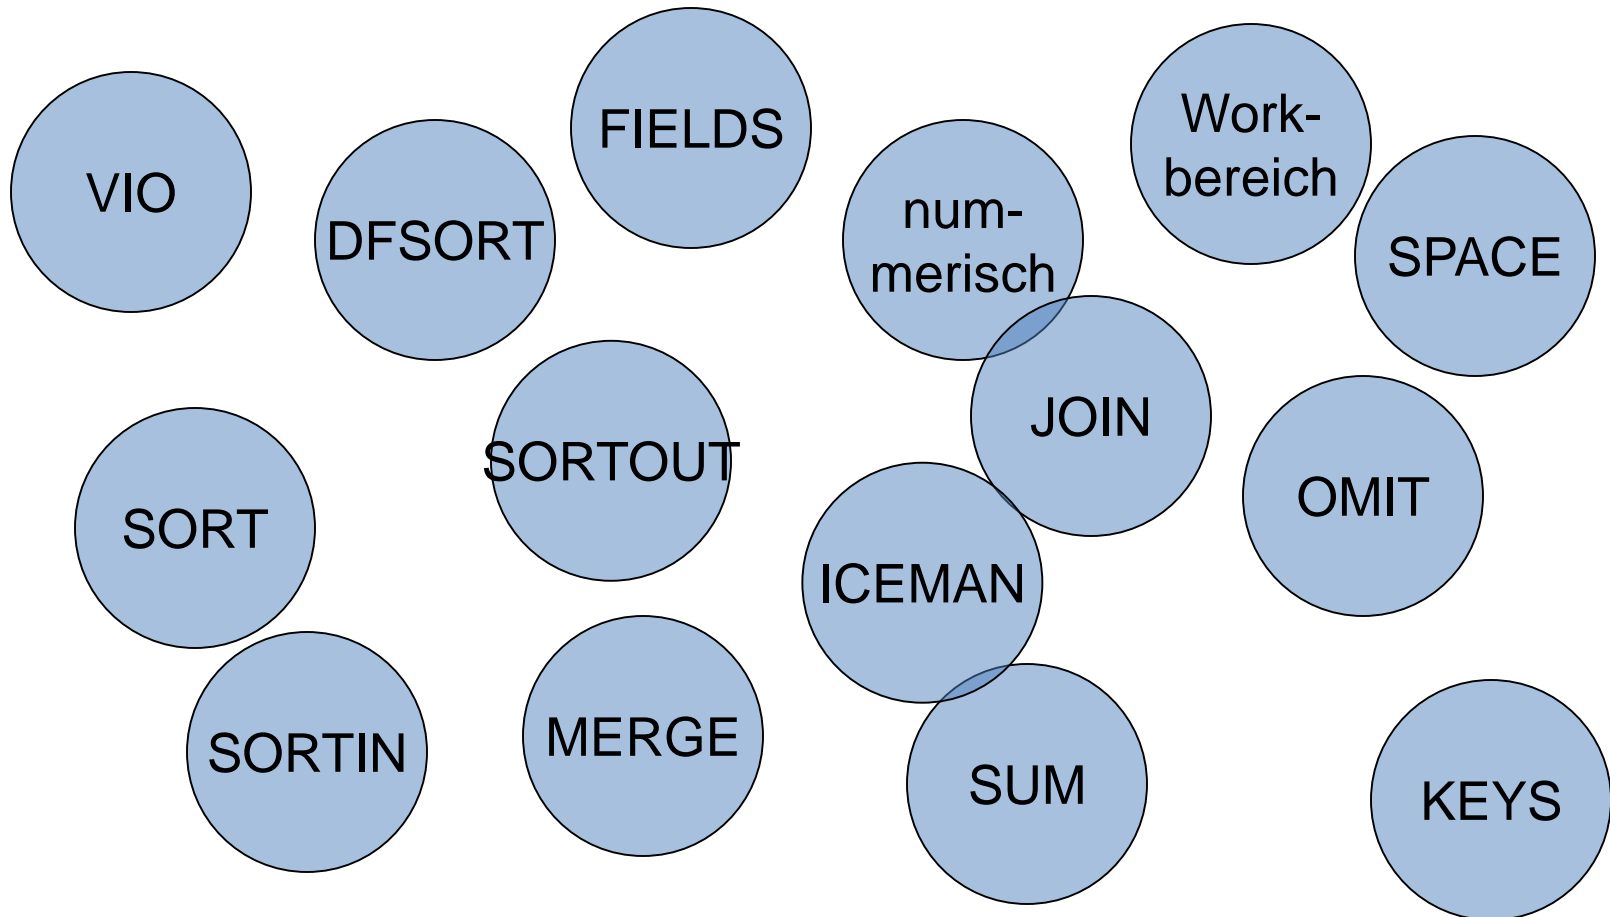 FIELDS
Work-
bereich
VIO
DFSORT
num-
merisch
SPACE
JOIN
SORTOUT
OMIT
SORT
ICEMAN
MERGE
SORTIN
SUM
KEYS